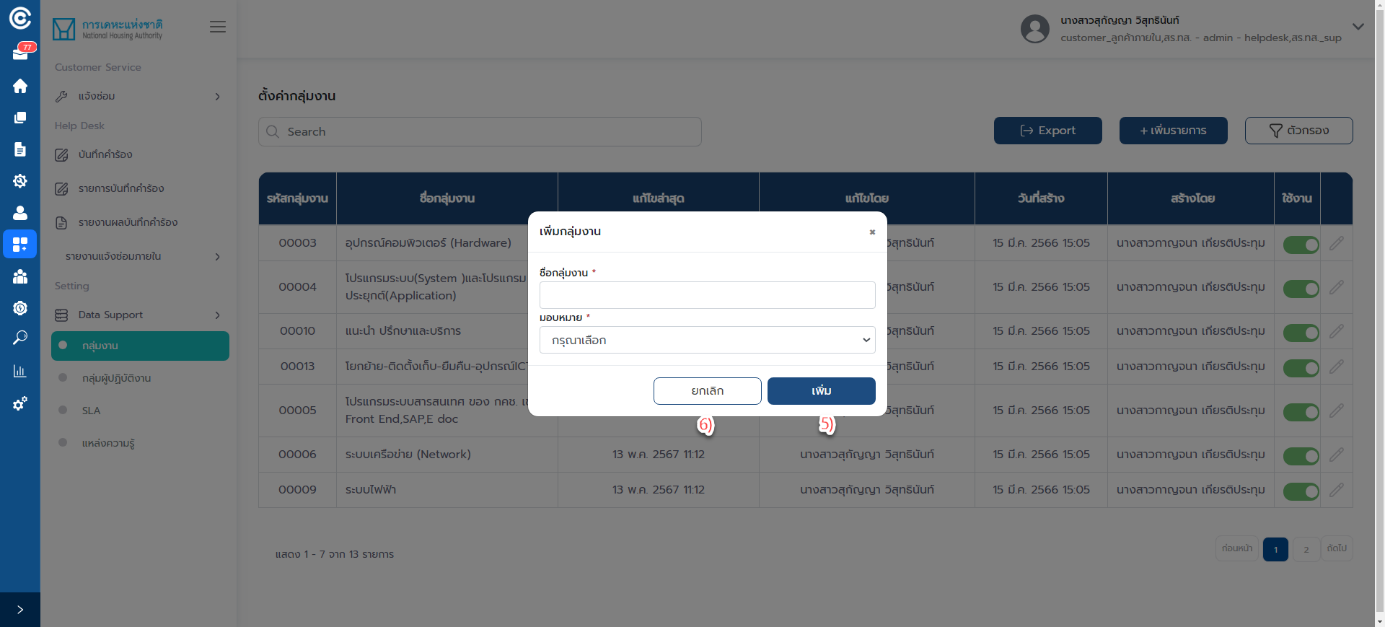 77
การเคหะแห่งชาติ
National Housing Authority
นางสาวสุกัญญา วิสุทธินันท์
customer_ลูกค้าภายใน,สร.ทส. - admin - helpdesk,สร.ทส._sup
Customer Service
แจ้งซ่อม
Help Desk
บันทึกคำร้อง
รายการบันทึกคำร้อง
รายงานผลบันทึกคำร้อง
รายงานแจ้งซ่อมภายใน
Setting
Data Support
กลุ่มงาน
กลุ่มผู้ปฏิบัติงาน
SLA
แหล่งความรู้
ตั้งค่ากลุ่มงาน
Search
Export
+ เพิ่มรายการ
ตัวกรอง
รหัสกลุ่มงาน ชื่อกลุ่มงาน แก้ไขล่าสุด แก้ไขโดย วันที่สร้าง สร้างโดย ใช้งาน
00003 อุปกรณ์คอมพิวเตอร์ (Hardware) วิสุทธินันท์ 15 มี.ค. 2566 15:05 นางสาวกาญจนา เกียรติประทุม
00004 โปรแกรมระบบ(System )และโปรแกรม
ประยุกต์(Application) วิสุทธินันท์ 15 มี.ค. 2566 15:05 นางสาวกาญจนา เกียรติประทุม
00010 แนะนำ ปรึกษาและบริการ วิสุทธินันท์ 15 มี.ค. 2566 15:05 นางสาวกาญจนา เกียรติประทุม
00013 โยกย้าย-ติดตั้งเก็บ-ยืมคืน-อุปกรณ์IC วิสุทธินันท์ 15 มี.ค. 2566 15:05 นางสาวกาญจนา เกียรติประทุม
00005 โปรแกรมระบบสารสนเทศ ของ กคช. เ
Front End,SAP,E doc 15 มี.ค. 2566 15:05 นางสาวกาญจนา เกียรติประทุม
00006 ระบบเครือข่าย (Network) 13 พ.ค. 2567 11:12 นางสาวสุกัญญา วิสุทธินันท์ 15 มี.ค. 2566 15:05 นางสาวกาญจนา เกียรติประทุม
00009 ระบบไฟฟ้า 13 พ.ค. 2567 11:12 นางสาวสุกัญญา วิสุทธินันท์ 15 มี.ค. 2566 15:05 นางสาวกาญจนา เกียรติประทุม
เพิ่มกลุ่มงาน
×
ชื่อกลุ่มงาน *
มอบหมาย *
กรุณาเลือก
ยกเลิก เพิ่ม
6) 5)
แสดง 1 - 7 จาก 13 รายการ
ก่อนหน้า 1 2 ถัดไป